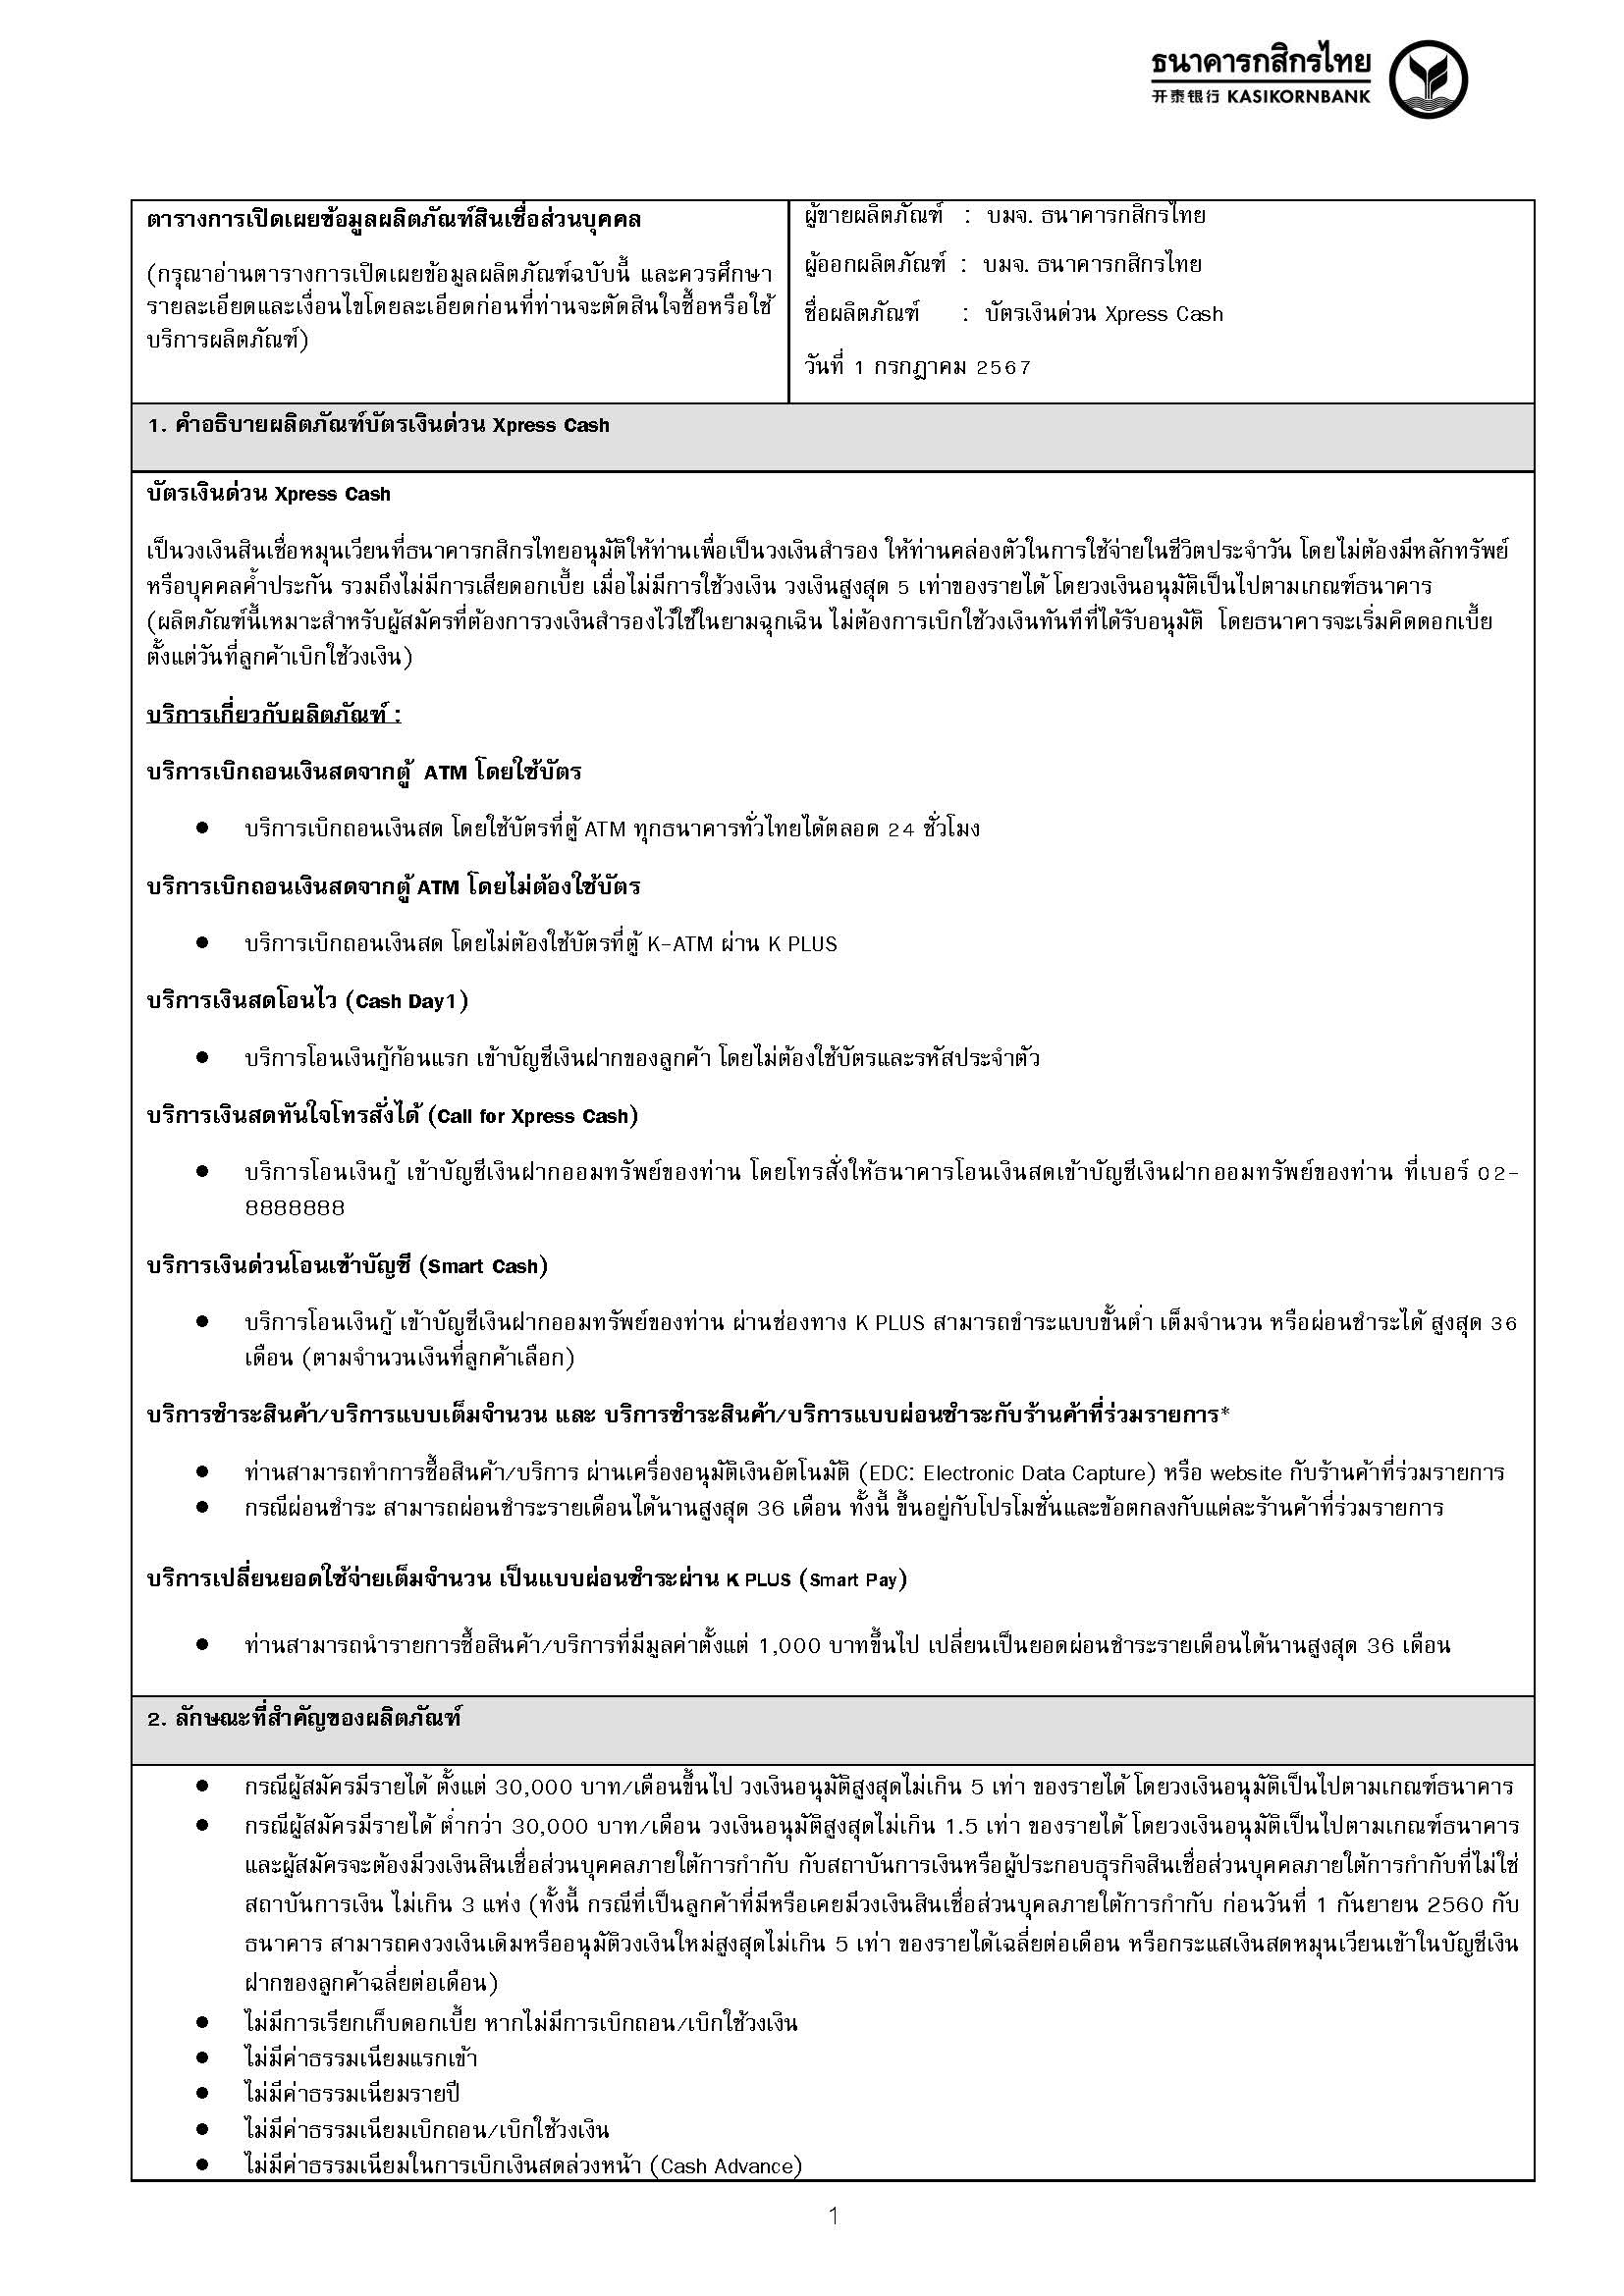 ธนาคารกสิกรไทย
开泰银行 KASIKORNBANK
ตารางการเปิดเผยข้อมูลผลิตภัณฑ์สินเชื่อส่วนบุคคล
(กรุณาอ่านตารางการเปิดเผยข้อมูลผลิตภัณฑ์ฉบับนี้ และควรศึกษา
รายละเอียดและเงื่อนไขโดยละเอียดก่อนที่ท่านจะตัดสินใจซื้อหรือใช้
บริการผลิตภัณฑ์)
ผู้ขายผลิตภัณฑ์ : บมจ. ธนาคารกสิกรไทย
ผู้ออกผลิตภัณฑ์ : บมจ. ธนาคารกสิกรไทย
ชื่อผลิตภัณฑ์ : บัตรเงินด่วน Xpress Cash
วันที่ 1 กรกฎาคม 2567
1. คำอธิบายผลิตภัณฑ์บัตรเงินด่วน Xpress Cash
บัตรเงินด่วน Xpress Cash
เป็นวงเงินสินเชื่อหมุนเวียนที่ธนาคารกสิกรไทยอนุมัติให้ท่านเพื่อเป็นวงเงินสำรอง ให้ท่านคล่องตัวในการใช้จ่ายในชีวิตประจำวัน โดยไม่ต้องมีหลักทรัพย์
หรือบุคคลค้ำประกัน รวมถึงไม่มีการเสียดอกเบี้ย เมื่อไม่มีการใช้วงเงิน วงเงินสูงสุด 5 เท่าของรายได้ โดยวงเงินอนุมัติเป็นไปตามเกณฑ์ธนาคาร
(ผลิตภัณฑ์นี้เหมาะสำหรับผู้สมัครที่ต้องการวงเงินสำรองไว้ใช้ในยามฉุกเฉิน ไม่ต้องการเบิกใช้วงเงินทันทีที่ได้รับอนุมัติ โดยธนาคารจะเริ่มคิดดอกเบี้ย
ตั้งแต่วันที่ลูกค้าเบิกใช้วงเงิน)
บริการเกี่ยวกับผลิตภัณฑ์ :
บริการเบิกถอนเงินสดจากตู้ ATM โดยใช้บัตร
● บริการเบิกถอนเงินสด โดยใช้บัตรที่ตู้ ATM ทุกธนาคารทั่วไทยได้ตลอด 24 ชั่วโมง
บริการเบิกถอนเงินสดจากตู้ ATM โดยไม่ต้องใช้บัตร
● บริการเบิกถอนเงินสด โดยไม่ต้องใช้บัตรที่ตู้ K-ATM ผ่าน K PLUS
บริการเงินสดโอนไว (Cash Day1)
● บริการโอนเงินกู้ก้อนแรก เข้าบัญชีเงินฝากของลูกค้า โดยไม่ต้องใช้บัตรและรหัสประจำตัว
บริการเงินสดทันใจโทรสั่งได้ (Call for Xpress Cash)
● บริการโอนเงินกู้ เข้าบัญชีเงินฝากออมทรัพย์ของท่าน โดยโทรสั่งให้ธนาคารโอนเงินสดเข้าบัญชีเงินฝากออมทรัพย์ของท่าน ที่เบอร์ 02-
8888888
บริการเงินด่วนโอนเข้าบัญชี (Smart Cash)
● บริการโอนเงินกู้ เข้าบัญชีเงินฝากออมทรัพย์ของท่าน ผ่านช่องทาง K PLUS สามารถชำระแบบขั้นต่ำ เต็มจำนวน หรือผ่อนชำระได้ สูงสุด 36
เดือน (ตามจำนวนเงินที่ลูกค้าเลือก)
บริการชำระสินค้า/บริการแบบเต็มจำนวน และ บริการชำระสินค้า/บริการแบบผ่อนชำระกับร้านค้าที่ร่วมรายการ*
● ท่านสามารถทำการซื้อสินค้า/บริการ ผ่านเครื่องอนุมัติเงินอัตโนมัติ (EDC: Electronic Data Capture) หรือ website กับร้านค้าที่ร่วมรายการ
● กรณีผ่อนชำระ สามารถผ่อนชำระรายเดือนได้นานสูงสุด 36 เดือน ทั้งนี้ ขึ้นอยู่กับโปรโมชั่นและข้อตกลงกับแต่ละร้านค้าที่ร่วมรายการ
บริการเปลี่ยนยอดใช้จ่ายเต็มจำนวน เป็นแบบผ่อนชำระผ่าน K PLUS (Smart Pay)
● ท่านสามารถนำรายการซื้อสินค้า/บริการที่มีมูลค่าตั้งแต่ 1,000 บาทขึ้นไป เปลี่ยนเป็นยอดผ่อนชำระรายเดือนได้นานสูงสุด 36 เดือน
2. ลักษณะที่สำคัญของผลิตภัณฑ์
● กรณีผู้สมัครมีรายได้ ตั้งแต่ 30,000 บาท/เดือนขึ้นไป วงเงินอนุมัติสูงสุดไม่เกิน 5 เท่า ของรายได้ โดยวงเงินอนุมัติเป็นไปตามเกณฑ์ธนาคาร
● กรณีผู้สมัครมีรายได้ ต่ำกว่า 30,000 บาท/เดือน วงเงินอนุมัติสูงสุดไม่เกิน 1.5 เท่า ของรายได้ โดยวงเงินอนุมัติเป็นไปตามเกณฑ์ธนาคาร
และผู้สมัครจะต้องมีวงเงินสินเชื่อส่วนบุคคลภายใต้การกำกับ กับสถาบันการเงินหรือผู้ประกอบธุรกิจสินเชื่อส่วนบุคคลภายใต้การกำกับที่ไม่ใช่
สถาบันการเงิน ไม่เกิน 3 แห่ง (ทั้งนี้ กรณีที่เป็นลูกค้าที่มีหรือเคยมีวงเงินสินเชื่อส่วนบุคลภายใต้การกำกับ ก่อนวันที่ 1 กันยายน 2560 กับ
ธนาคาร สามารถคงวงเงินเดิมหรืออนุมัติวงเงินใหม่สูงสุดไม่เกิน 5 เท่า ของรายได้เฉลี่ยต่อเดือน หรือกระแสเงินสดหมุนเวียนเข้าในบัญชีเงิน
ฝากของลูกค้าฉลี่ยต่อเดือน)
● ไม่มีการเรียกเก็บดอกเบี้ย หากไม่มีการเบิกถอน/เบิกใช้วงเงิน
● ไม่มีค่าธรรมเนียมแรกเข้า
● ไม่มีค่าธรรมเนียมรายปี
● ไม่มีค่าธรรมเนียมเบิกถอน/เบิกใช้วงเงิน
● ไม่มีค่าธรรมเนียมในการเบิกเงินสดล่วงหน้า (Cash Advance)
1